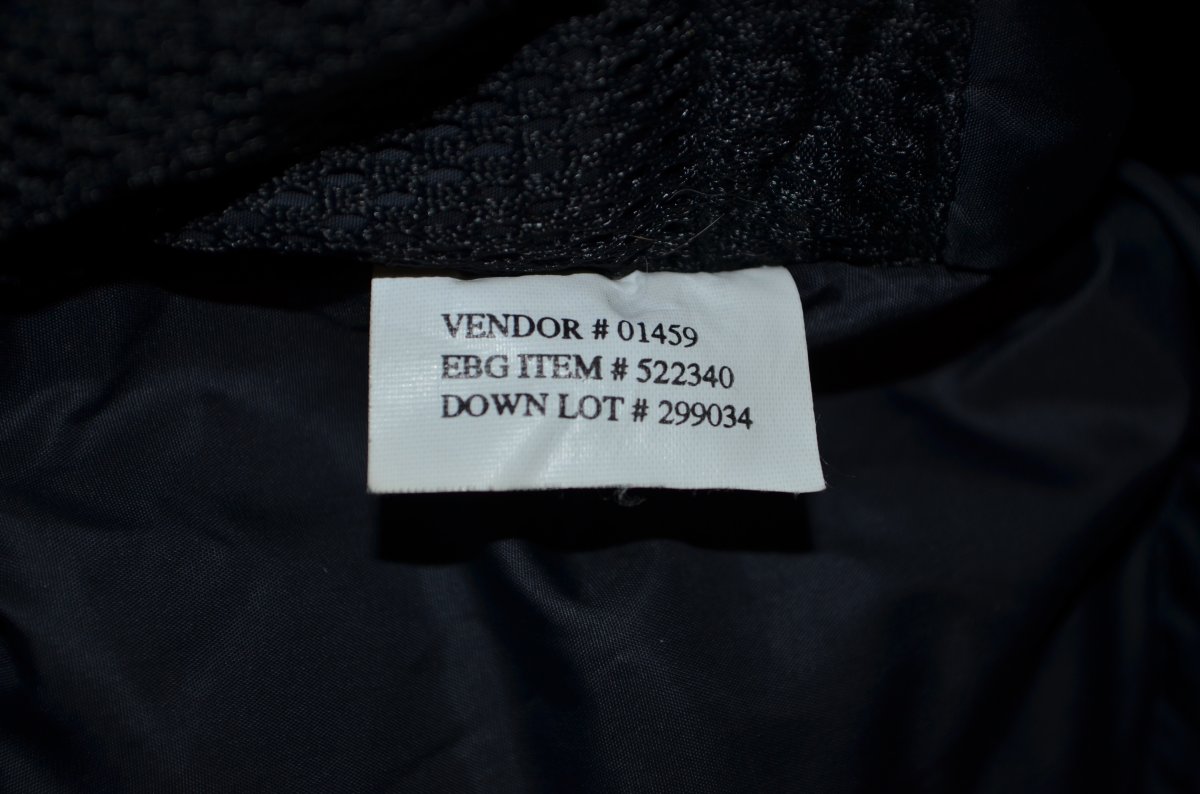 VENDOR # 01459
EBG ITEM # 522340
DOWN LOT # 299034